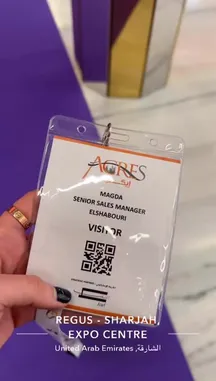 ACRES
MAGDA
SENIOR SALES MANAGER
ELSHABOURI
VISITOR
REGUS - SHARJAH
EXPO CENTRE
United Arab Emirates الشارقة,